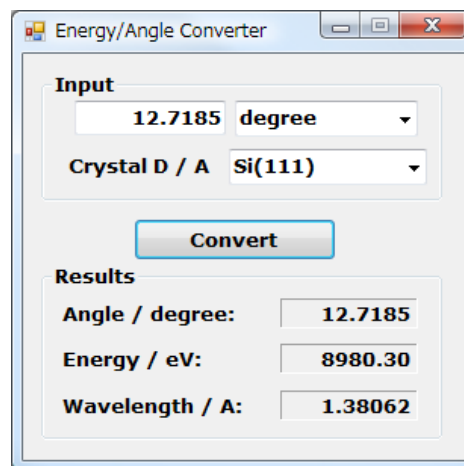 Energy/Angle Converter
Input
12.7185 degree
Crystal D / A Si(111)
Convert
Results
Angle / degree: 12.7185
Energy / eV: 8980.30
Wavelength / A: 1.38062